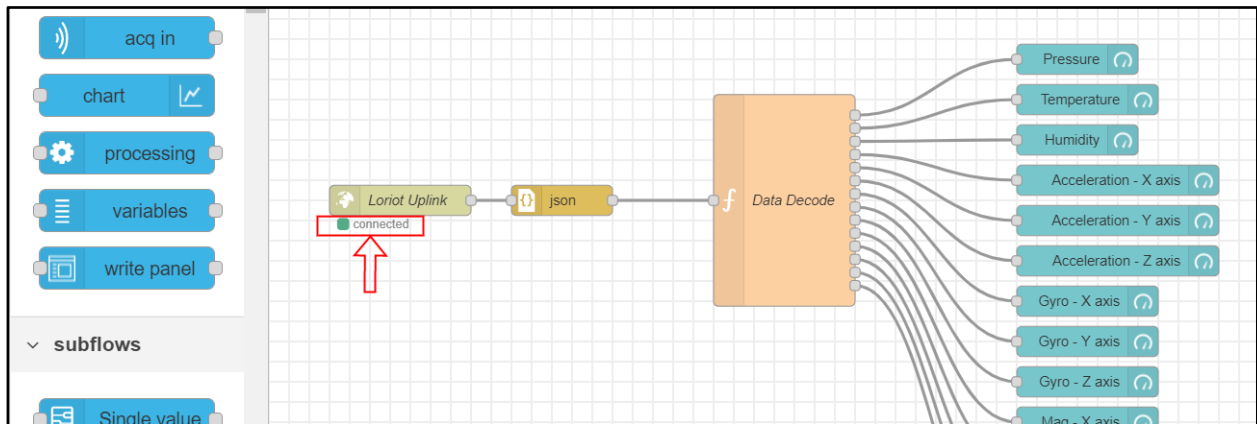 acq in
chart
processing
variables
write panel
subflows
Single value
Loriot Uplink
connected
{} json
f Data Decode
Pressure
Temperature
Humidity
Acceleration - X axis
Acceleration - Y axis
Acceleration - Z axis
Gyro - X axis
Gyro - Y axis
Gyro - Z axis
Mag - X axis